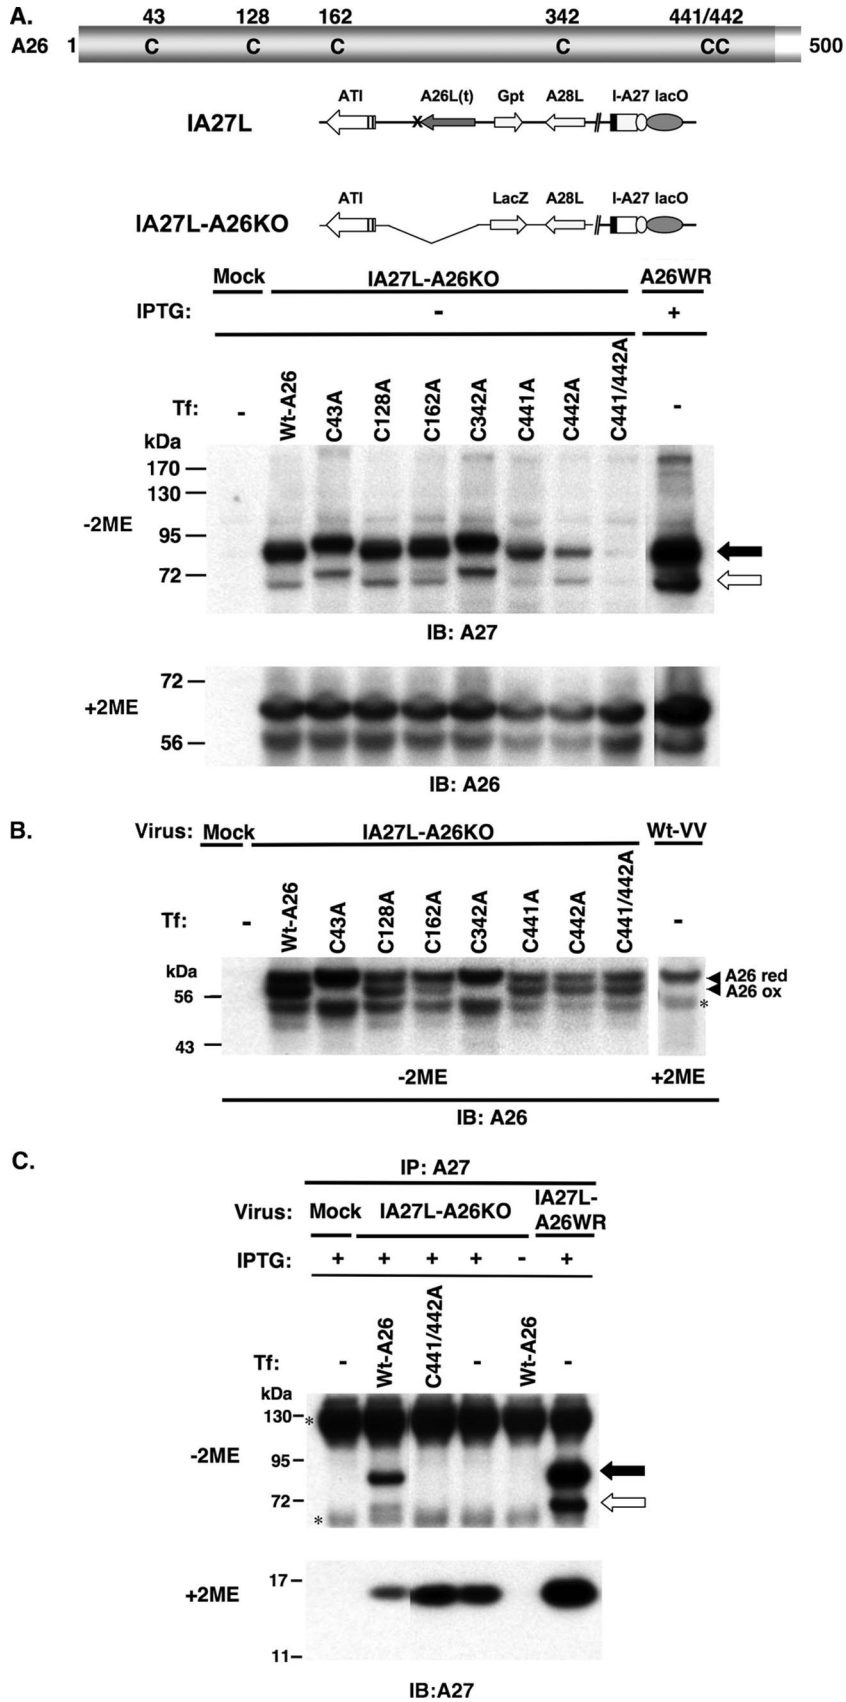 A.
43 128 162 342 441/442
A26 1 C C C C CC 500
ATI A26L(t) Gpt A28L I-A27 lacO
IA27L
X
ATI LacZ A28L I-A27 lacO
IA27L-A26KO
Mock IA27L-A26KO A26WR
IPTG: - +
Tf: - Wt-A26 C43A C128A C162A C342A C441A C442A C441/442A -
kDa
170
130
-2ME
95
72
IB: A27
72
+2ME
56
IB: A26
B.
Virus: Mock IA27L-A26KO Wt-VV
Tf: - Wt-A26 C43A C128A C162A C342A C441A C442A C441/442A -
kDa
A26 red
56 A26 ox
*
43
-2ME +2ME
IB: A26
C.
IP: A27
Virus: Mock IA27L-A26KO IA27L-
A26WR
IPTG: + + + + - +
Tf: - Wt-A26 C441/442A - Wt-A26 -
kDa
130 *
-2ME 95
72
*
17
+2ME
11
IB:A27